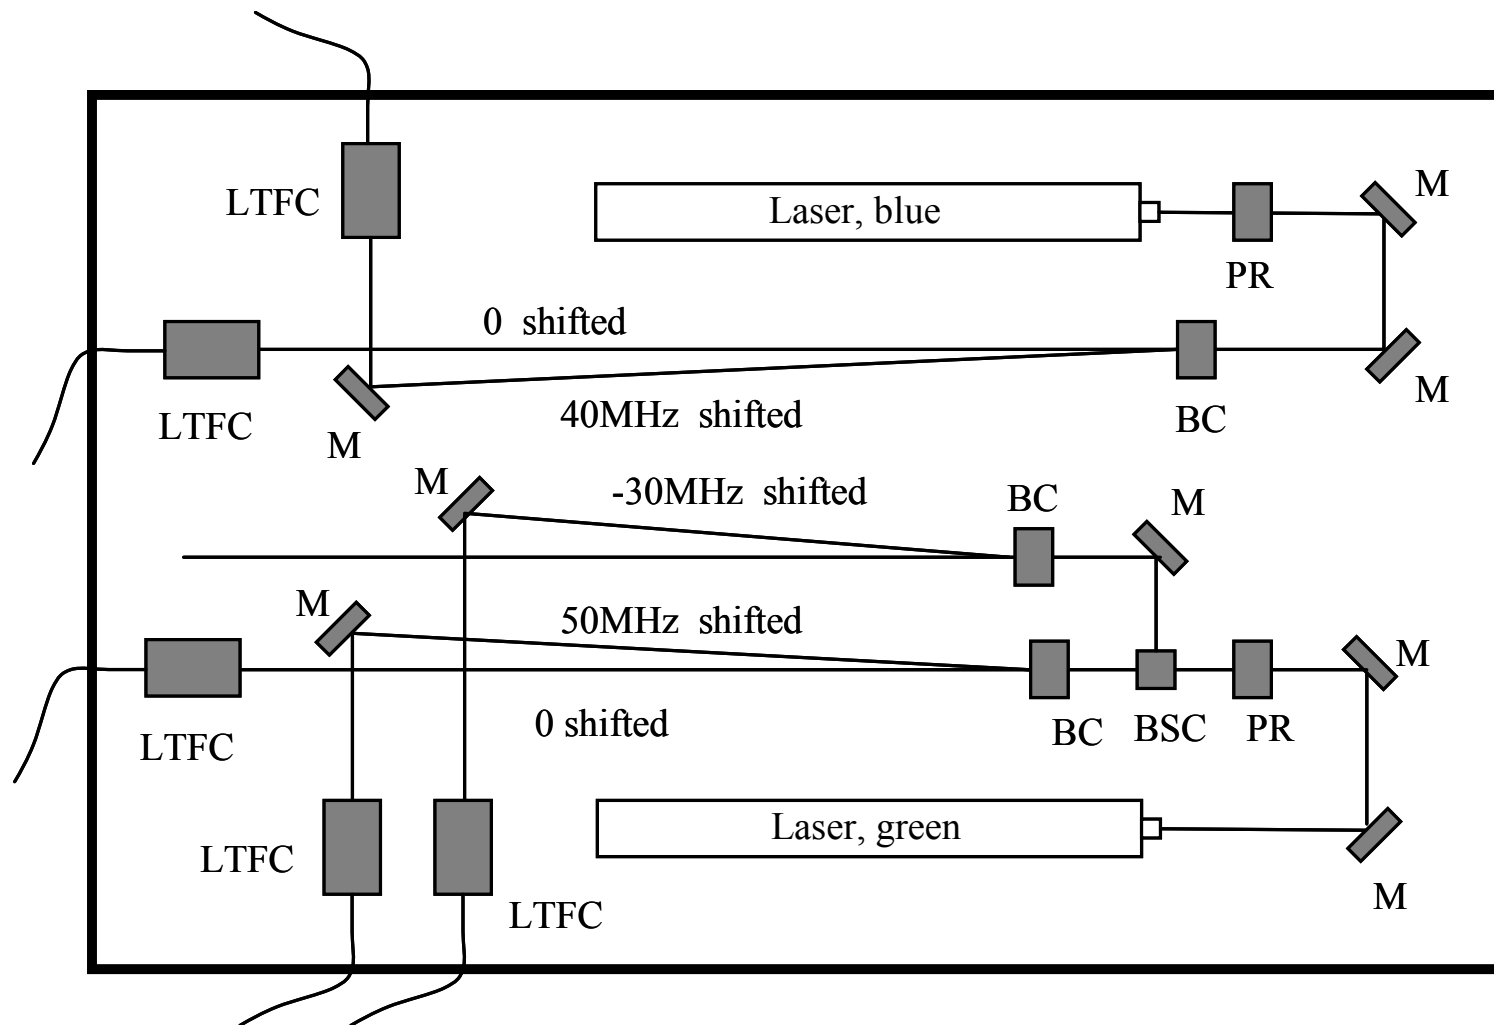 M
LTFC
Laser, blue
PR
0 shifted
M
40MHz shifted
BC
LTFC
M
M
-30MHz shifted
BC
M
M
50MHz shifted
M
0 shifted
BC
BSC
PR
LTFC
Laser, green
LTFC
M
LTFC